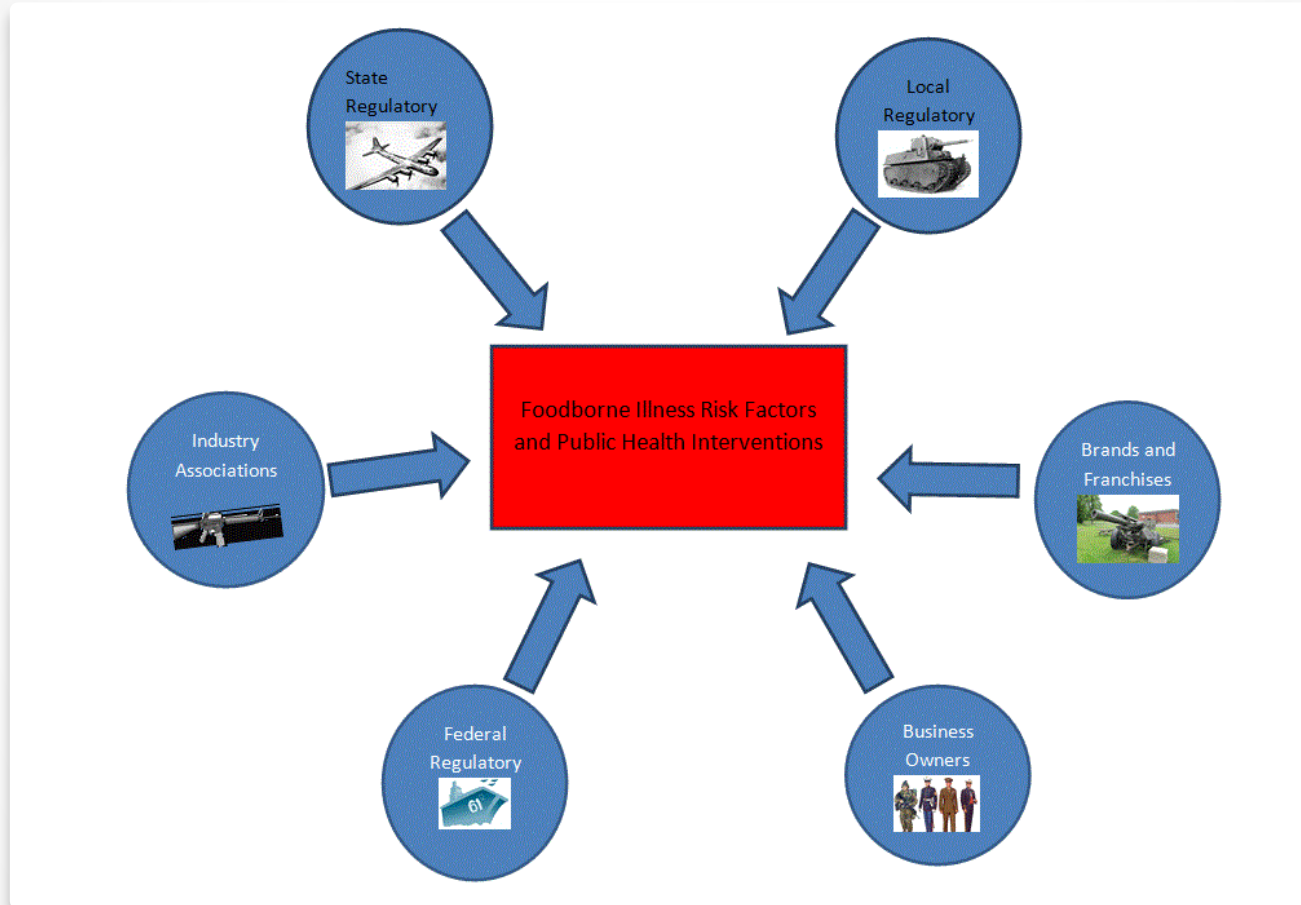 State
Regulatory
Local
Regulatory
Foodborne Illness Risk Factors
and Public Health Interventions
Industry
Associations
Brands and
Franchises
Federal
Regulatory
61
Business
Owners